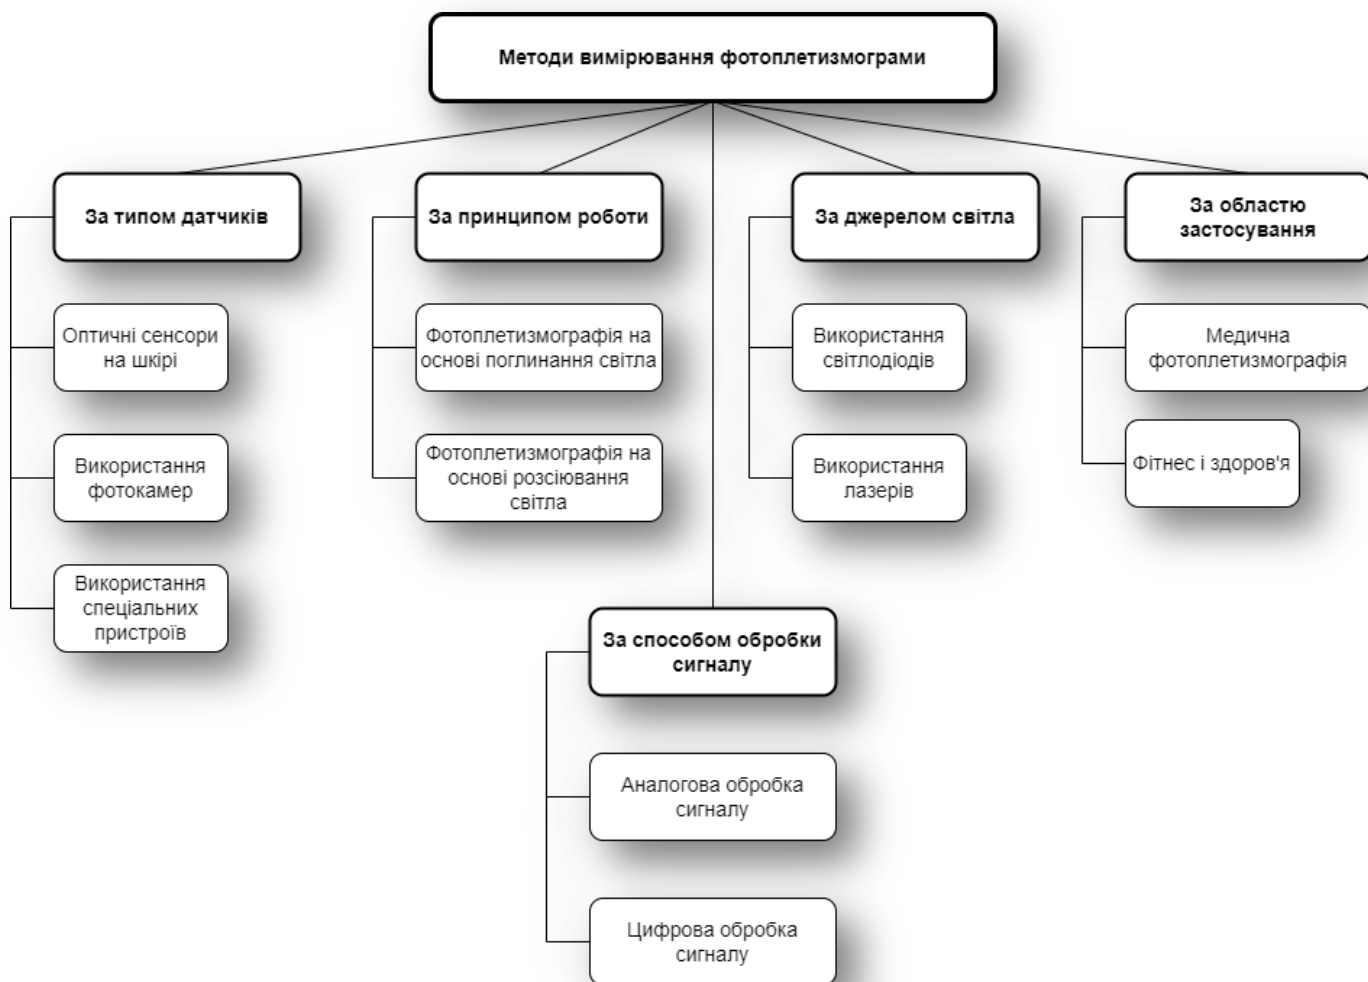 Методи вимірювання фотоплетизмограми
За типом датчиків
Оптичні сенсори
на шкірі
Використання
фотокамер
Використання
спеціальних
пристроїв
За принципом роботи
Фотоплетизмографія на
основі поглинання світла
Фотоплетизмографія на
основі розсіювання
світла
За джерелом світла
Використання
світлодіодів
Використання
лазерів
За областю
застосування
Медична
фотоплетизмографія
Фітнес і здоров'я
За способом обробки
сигналу
Аналогова обробка
сигналу
Цифрова обробка
сигналу